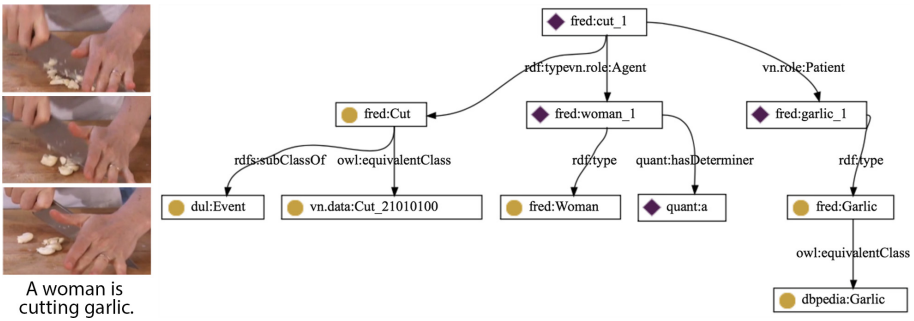 fred:cut_1
rdf:type
vn.role:Agent
vn.role:Patient
fred:Cut
fred:woman_1
fred:garlic_1
rdfs:subClassOf
owl:equivalentClass
rdf:type
quant:hasDeterminer
rdf:type
dul:Event
vn.data:Cut_21010100
fred:Woman
quant:a
fred:Garlic
owl:equivalentClass
dbpedia:Garlic
A woman is
cutting garlic.